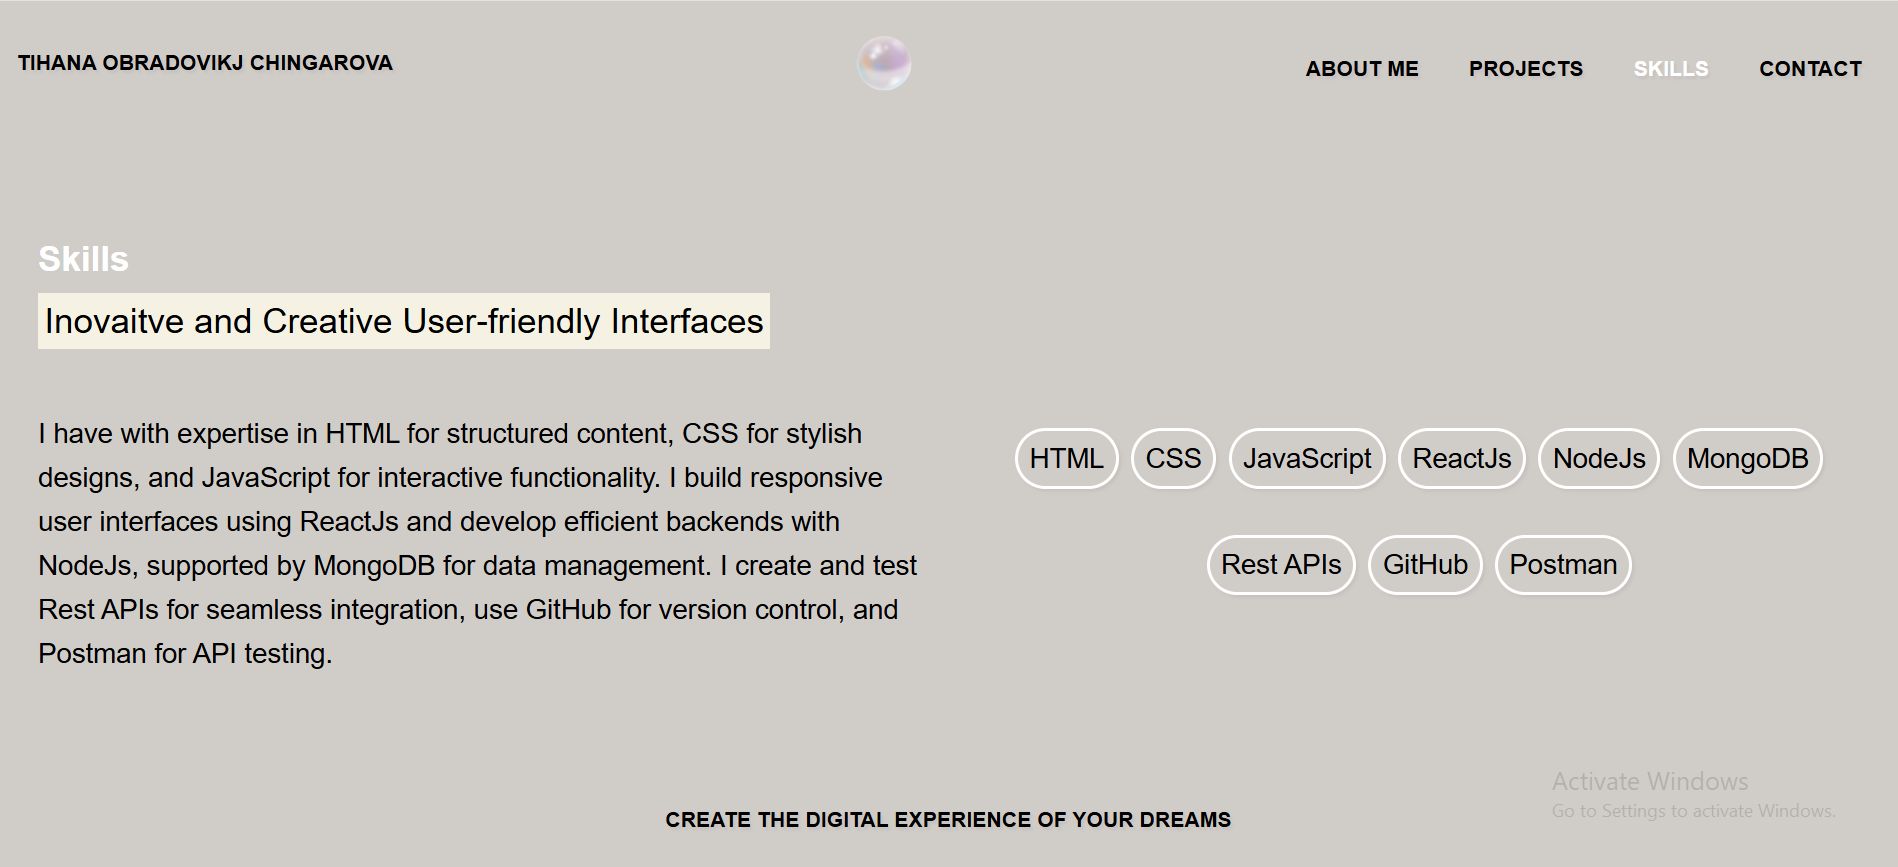 TIHANA OBRADOVIKJ CHINGAROVA
ABOUT ME
PROJECTS
SKILLS
CONTACT
Skills
Inovaitve and Creative User-friendly Interfaces
I have with expertise in HTML for structured content, CSS for stylish
designs, and JavaScript for interactive functionality. I build responsive
user interfaces using ReactJs and develop efficient backends with
NodeJs, supported by MongoDB for data management. I create and test
Rest APIs for seamless integration, use GitHub for version control, and
Postman for API testing.
HTML
CSS
JavaScript
ReactJs
NodeJs
MongoDB
Rest APIs
GitHub
Postman
Activate Windows
Go to Settings to activate Windows.
CREATE THE DIGITAL EXPERIENCE OF YOUR DREAMS